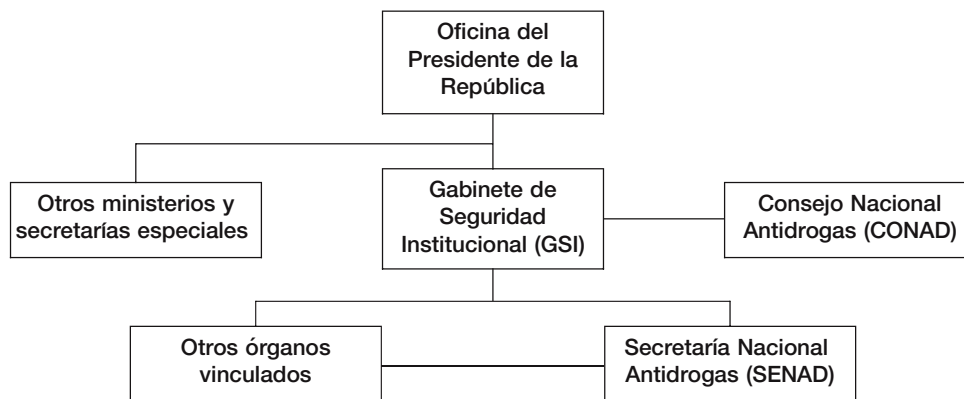 Oficina del
Presidente de la
República
Otros ministerios y
secretarías especiales
Gabinete de
Seguridad
Institucional (GSI)
Consejo Nacional
Antidrogas (CONAD)
Otros órganos
vinculados
Secretaría Nacional
Antidrogas (SENAD)